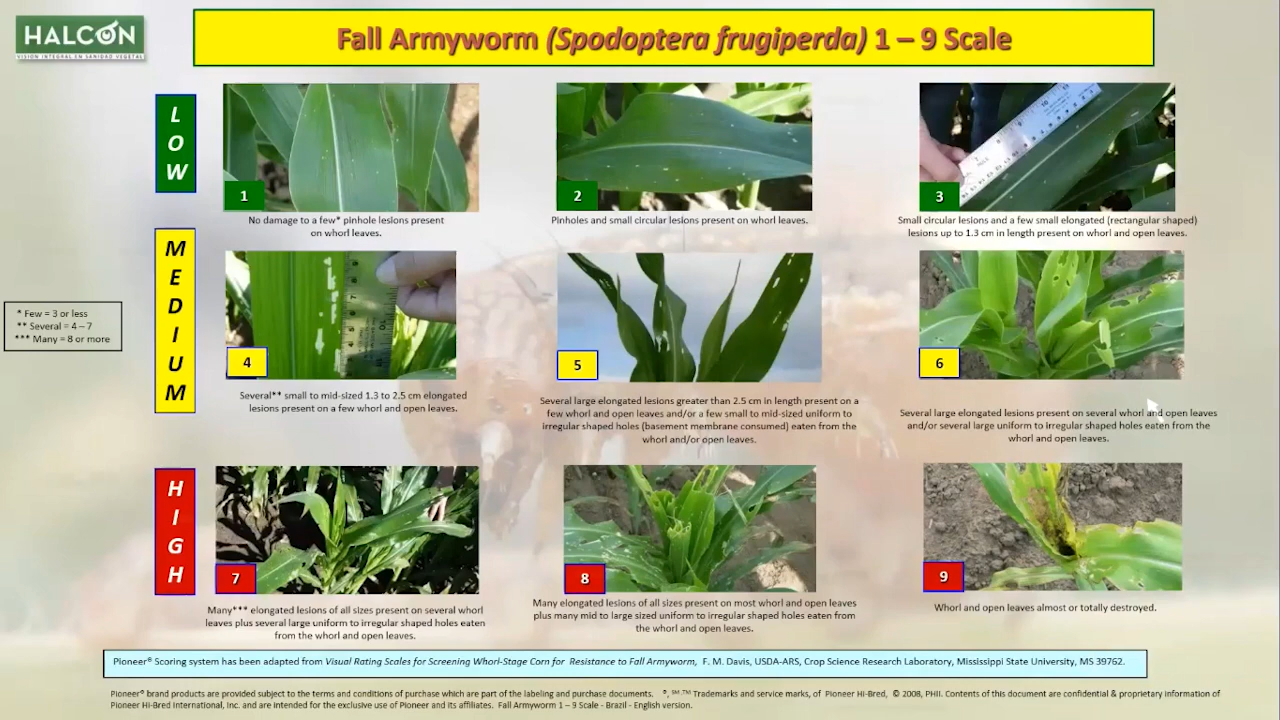 HALCÓN
VISIÓN INTEGRAL EN SANIDAD VEGETAL
Fall Armyworm (Spodoptera frugiperda) 1 – 9 Scale
LOW
1
2
3
No damage to a few* pinhole lesions present
on whorl leaves.
Pinholes and small circular lesions present on whorl leaves.
Small circular lesions and a few small elongated (rectangular shaped)
lesions up to 1.3 cm in length present on whorl and open leaves.
* Few = 3 or less
** Several = 4 – 7
*** Many = 8 or more
MEDIUM
4
5
6
Several** small to mid-sized 1.3 to 2.5 cm elongated
lesions present on a few whorl and open leaves.
Several large elongated lesions greater than 2.5 cm in length present on a
few whorl and open leaves and/or a few small to mid-sized uniform to
irregular shaped holes (basement membrane consumed) eaten from the
whorl and/or open leaves.
Several large elongated lesions present on several whorl and open leaves
and/or several large uniform to irregular shaped holes eaten from the
whorl and open leaves.
HIGH
7
8
9
Many*** elongated lesions of all sizes present on several whorl
leaves plus several large uniform to irregular shaped holes eaten
from the whorl and open leaves.
Many elongated lesions of all sizes present on most whorl and open leaves
plus many mid to large sized uniform to irregular shaped holes eaten from
the whorl and open leaves.
Whorl and open leaves almost or totally destroyed.
Pioneer® Scoring system has been adapted from Visual Rating Scales for Screening Whorl-Stage Corn for Resistance to Fall Armyworm, F. M. Davis, USDA-ARS, Crop Science Research Laboratory, Mississippi State University, MS 39762.
Pioneer® brand products are provided subject to the terms and conditions of purchase which are part of the labeling and purchase documents. ®, SM, TM Trademarks and service marks, of Pioneer Hi-Bred, © 2008, PHII. Contents of this document are confidential & proprietary information of
Pioneer Hi-Bred International, Inc. and are intended for the exclusive use of Pioneer and its affiliates. Fall Armyworm 1 – 9 Scale - Brazil - English version.